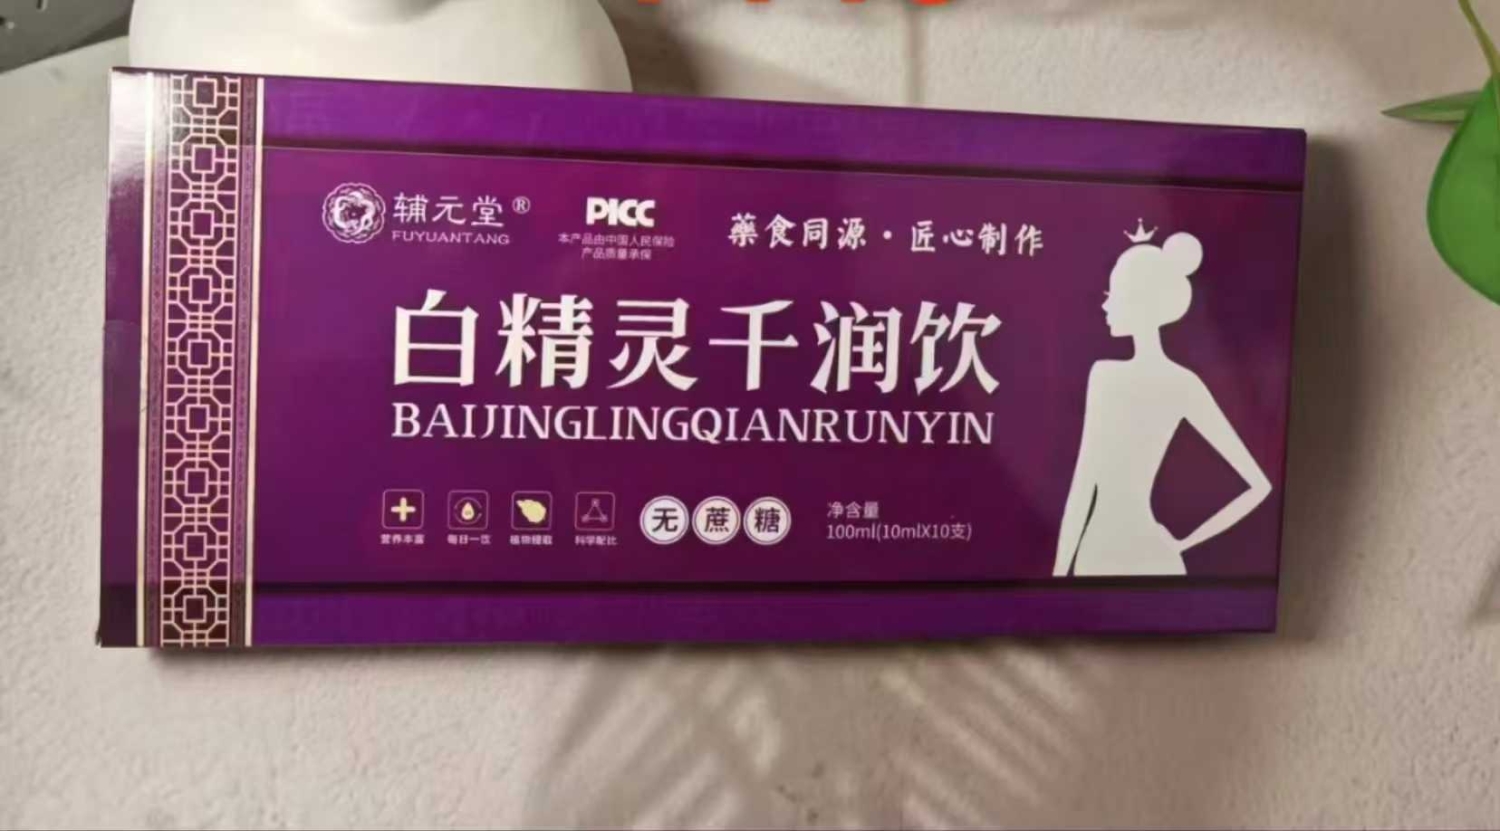 辅元堂®
FUYUANTANG
PICC
本产品由中国人民保险
产品质量承保
藥食同源·匠心制作
白精灵千润饮
BAIJINGLINGQIANRUNYIN
营养丰富 每日一饮 植物提取 科学配比
无蔗糖
净含量
100ml(10mlX10支)